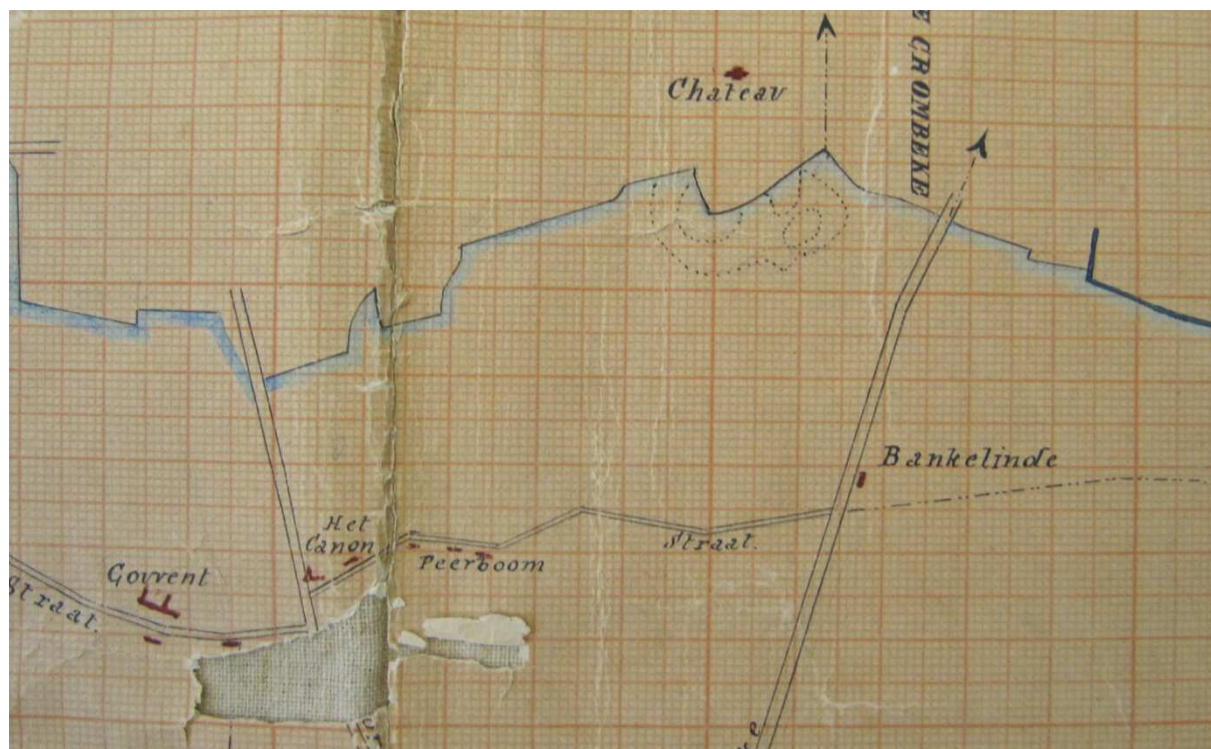 E CROMBEKE
Chateau
Bankelinde
Het
Canon
Peerboom
Straat.
Govvent
Straat.